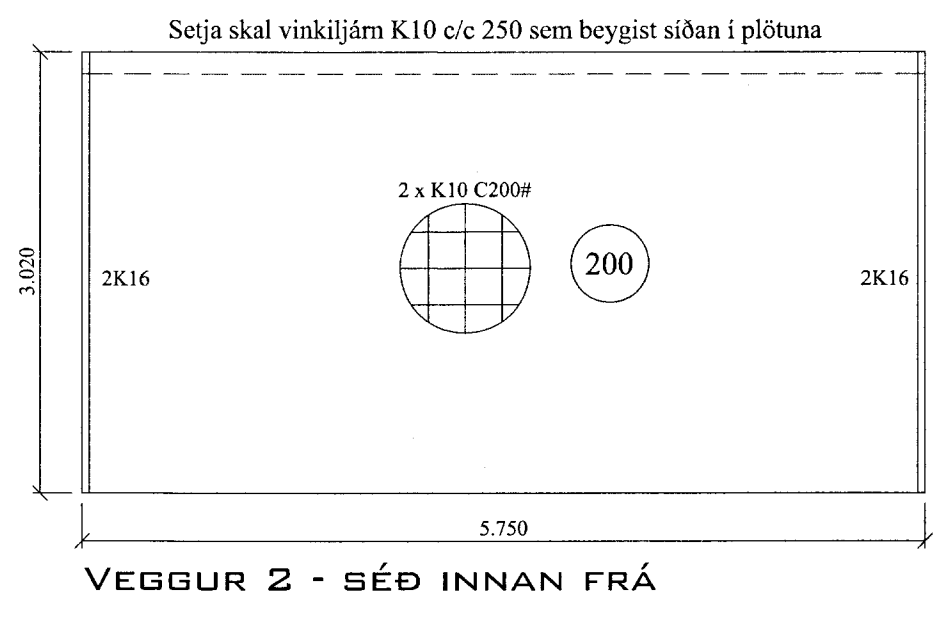 Setja skal vinkiljárn K10 c/c 250 sem beygist síðan í plötuna
2 x K10 C200#
200
3.020
2K16
2K16
5.750
VEGGUR 2 - SÉÐ INNAN FRÁ